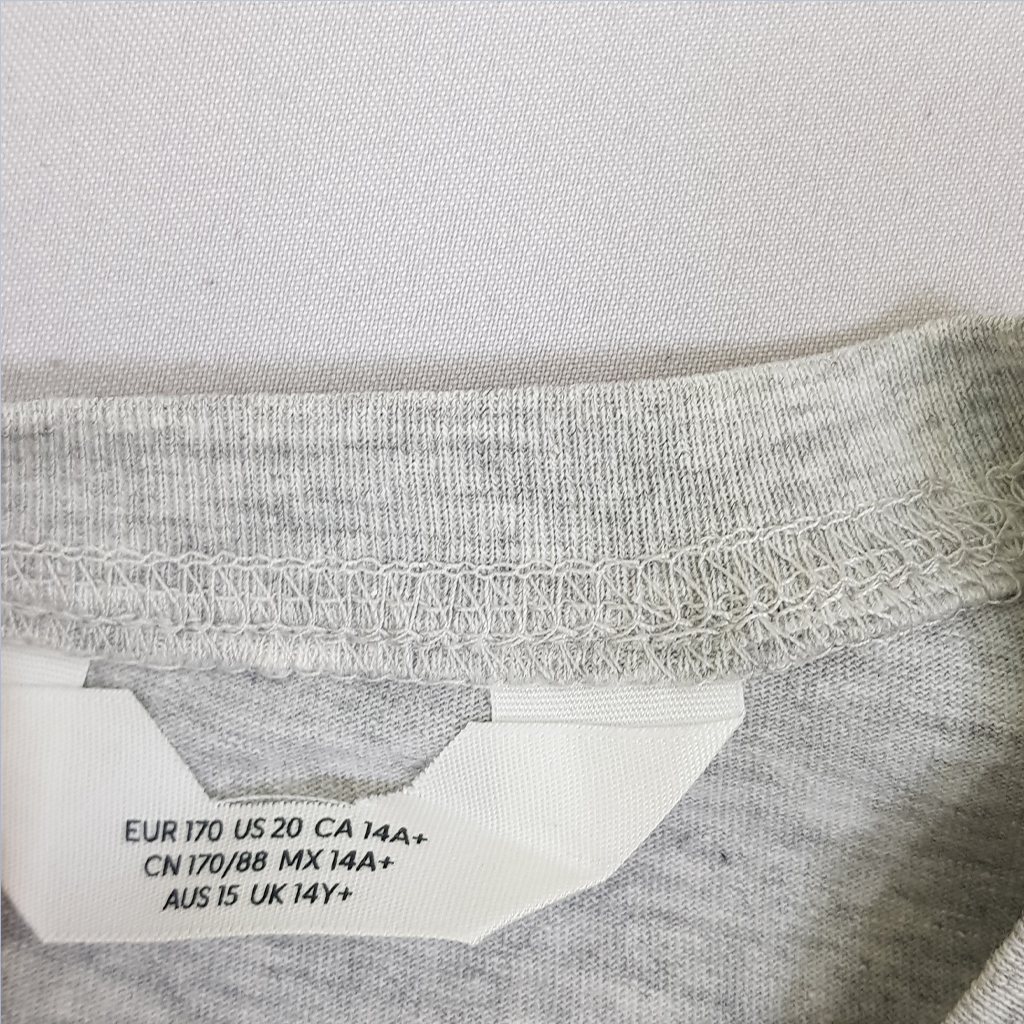 EUR 170 US 20 CA 14A+
CN 170/88 MX 14A+
AUS 15 UK 14Y+